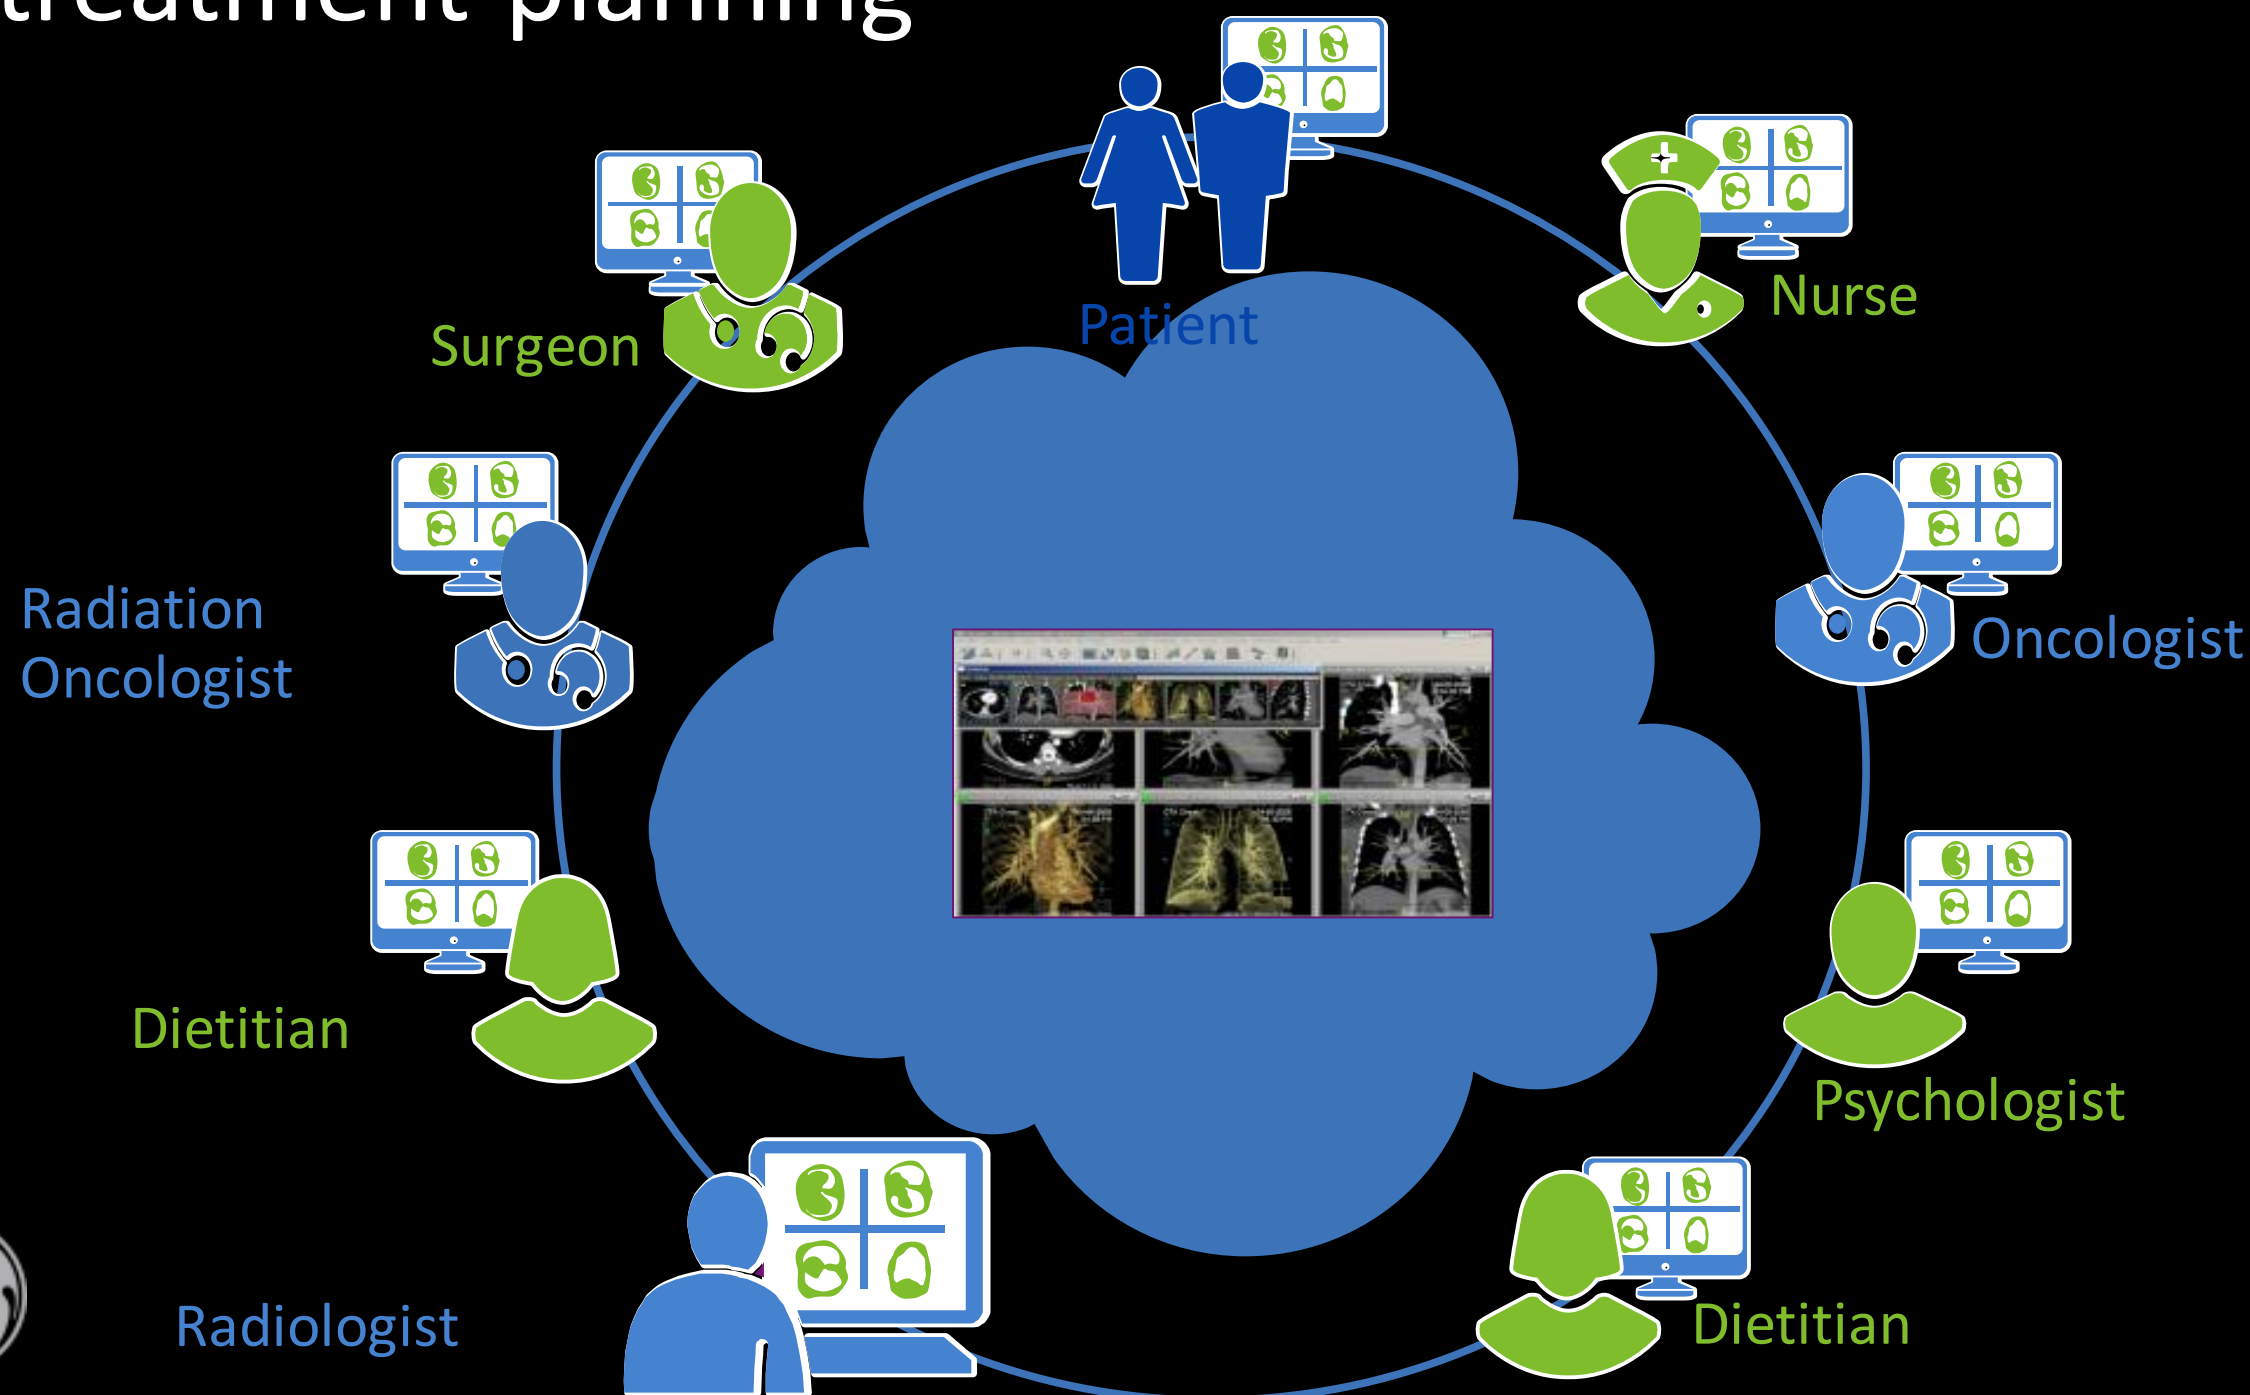 treatment planning
Patient
Nurse
Surgeon
Radiation
Oncologist
Oncologist
Dietitian
Psychologist
Radiologist
Dietitian